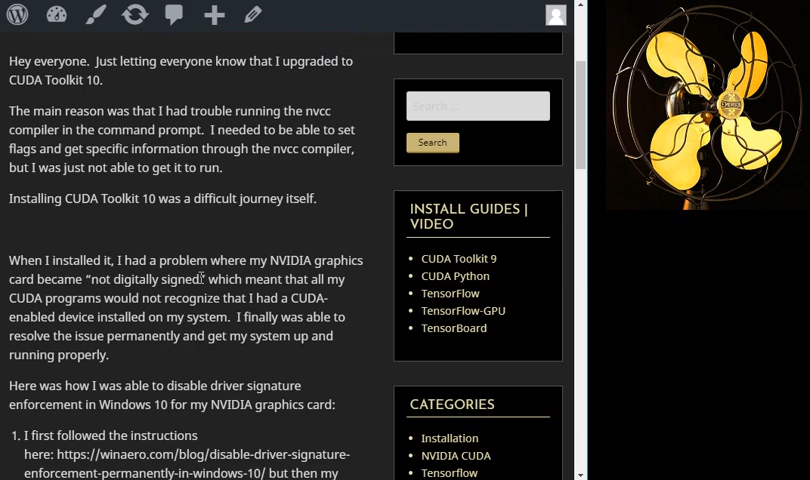 Hey everyone.  Just letting everyone know that I upgraded to
CUDA Toolkit 10.
The main reason was that I had trouble running the nvcc
compiler in the command prompt.  I needed to be able to set
flags and get specific information through the nvcc compiler,
but I was just not able to get it to run.
Installing CUDA Toolkit 10 was a difficult journey itself.
When I installed it, I had a problem where my NVIDIA graphics
card became “not digitally signed.” which meant that all my
CUDA programs would not recognize that I had a CUDA-
enabled device installed on my system.  I finally was able to
resolve the issue permanently and get my system up and
running properly.
Here was how I was able to disable driver signature
enforcement in Windows 10 for my NVIDIA graphics card:
1. I first followed the instructions
here: https://winaero.com/blog/disable-driver-signature-
enforcement-permanently-in-windows-10/ but then my
Search …
Search
INSTALL GUIDES |
VIDEO
CUDA Toolkit 9
CUDA Python
TensorFlow
TensorFlow-GPU
TensorBoard
CATEGORIES
Installation
NVIDIA CUDA
Tensorflow
EMERSON